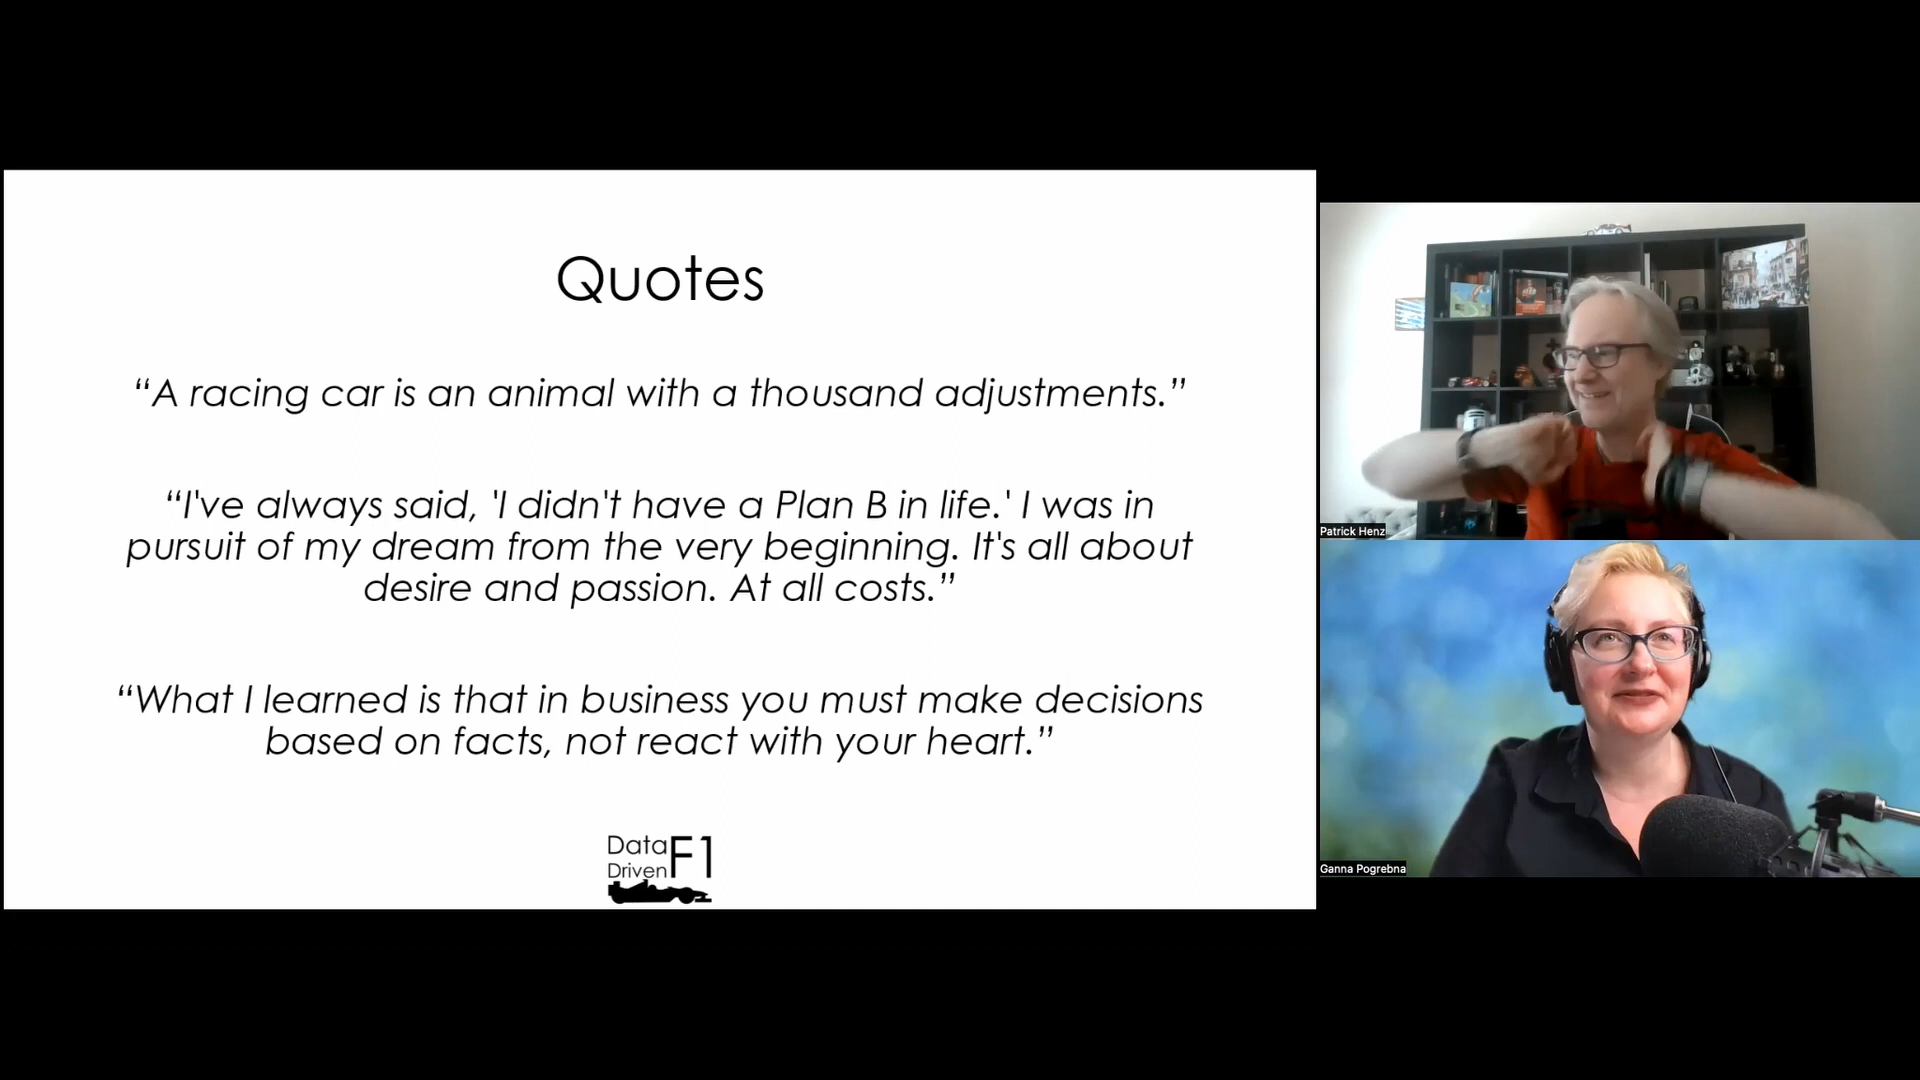 Quotes
“A racing car is an animal with a thousand adjustments.”
“I've always said, 'I didn't have a Plan B in life.' I was in
pursuit of my dream from the very beginning. It's all about
desire and passion. At all costs.”
“What I learned is that in business you must make decisions
based on facts, not react with your heart.”
Data
Driven
F1
Patrick Henz
Ganna Pogrebna